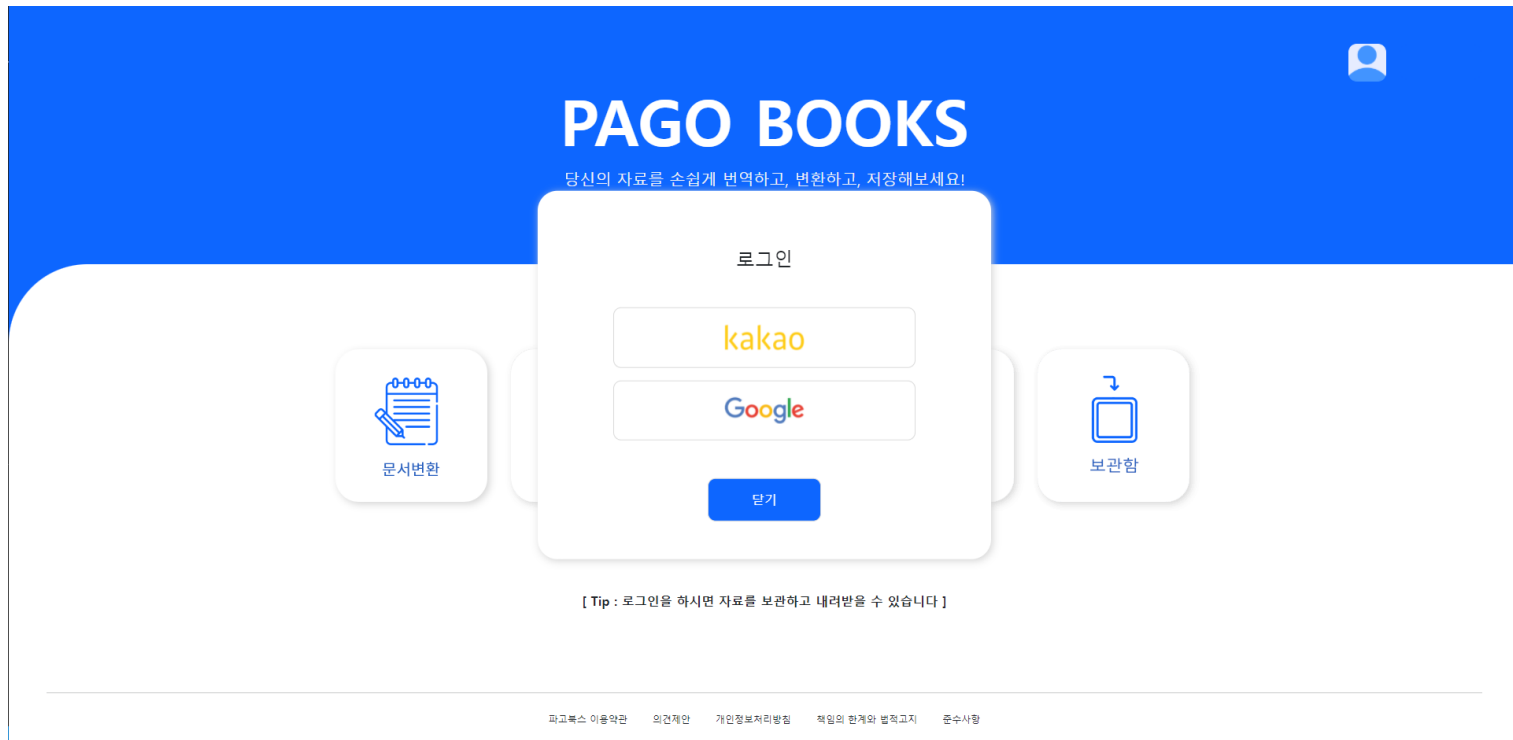 PAGO BOOKS
당신의 자료를 손쉽게 번역하고, 변환하고, 저장해보세요!
로그인
kakao
Google
닫기
문서변환
보관함
[ Tip : 로그인을 하시면 자료를 보관하고 내려받을 수 있습니다 ]
파고북스 이용약관 의견제안 개인정보처리방침 책임의 한계와 법적고지 준수사항